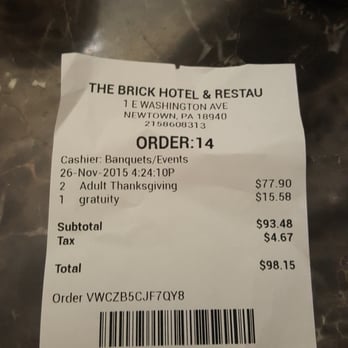 THE BRICK HOTEL & RESTAU
1 E WASHINGTON AVE
NEWTOWN, PA 18940
2158608313
ORDER:14
Cashier: Banquets/Events
26-Nov-2015 4:24:10P
2 Adult Thanksgiving $77.90
1 gratuity $15.58
Subtotal $93.48
Tax $4.67
Total $98.15
Order VWCZB5CJF7QY8